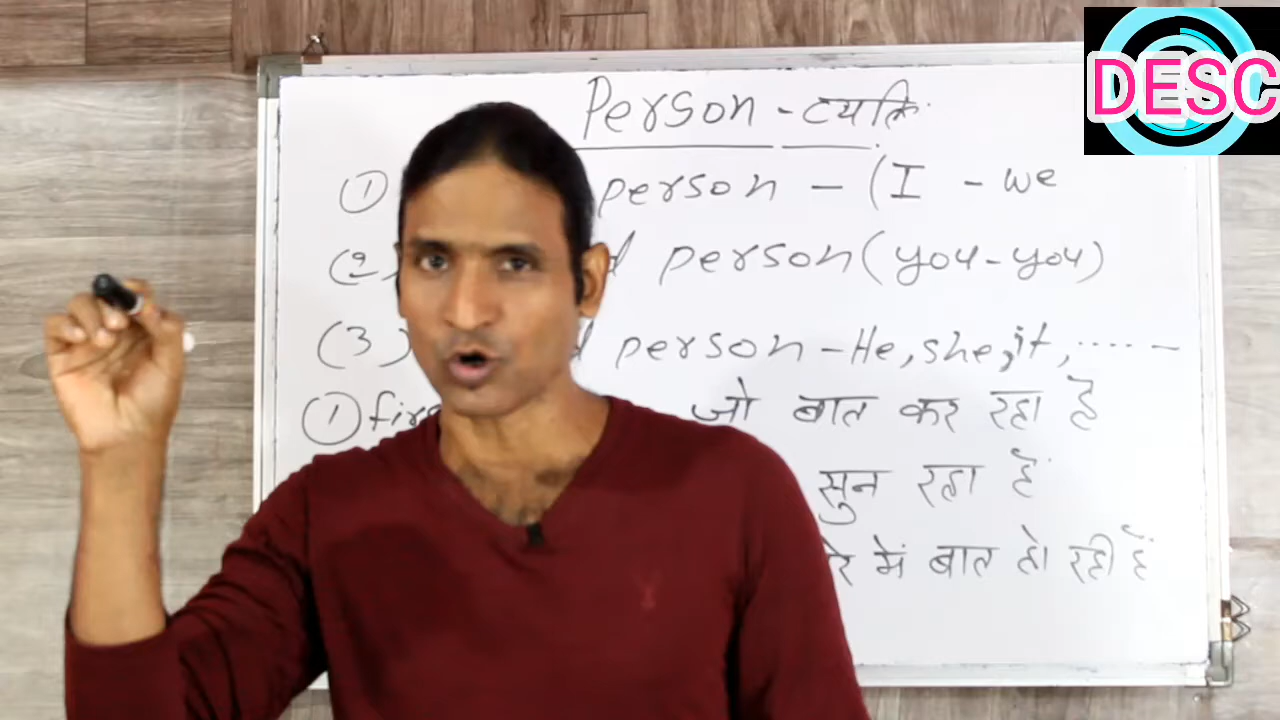 DESC
Person - व्यक्ति
① person - (I - we
(2) person (you - you)
(3) person - He, she, it, ......
① जो बात कर रहा है
सुन रहा है
में बात हो रही है